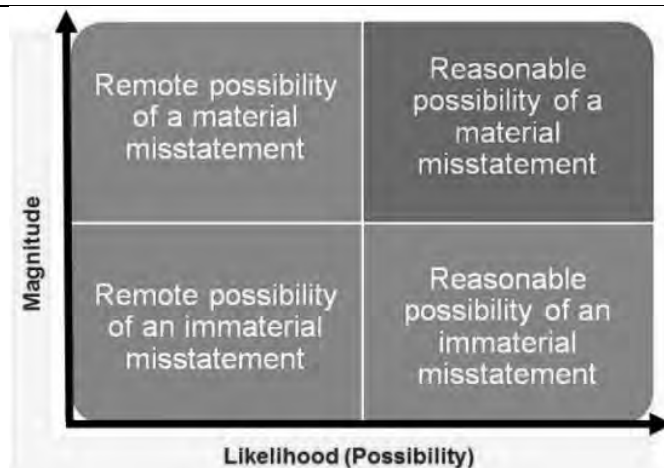 Remote possibility
of a material
misstatement
Reasonable
possibility of a
material
misstatement
Remote possibility
of an immaterial
misstatement
Reasonable
possibility of an
immaterial
misstatement
Magnitude
Likelihood (Possibility)